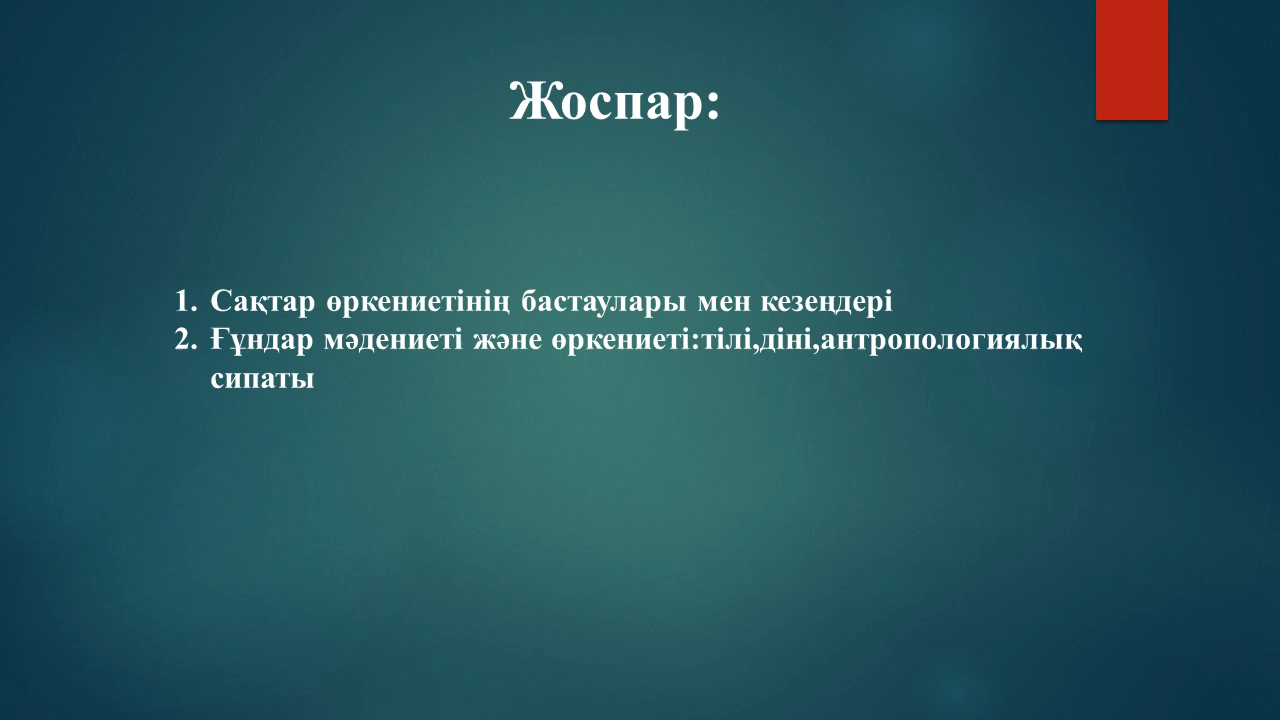 Жоспар:
1. Сақтар өркениетінің бастаулары мен кезеңдері
2. Ғұндар мәдениеті және өркениеті:тілі,діні,антропологиялық
сипаты